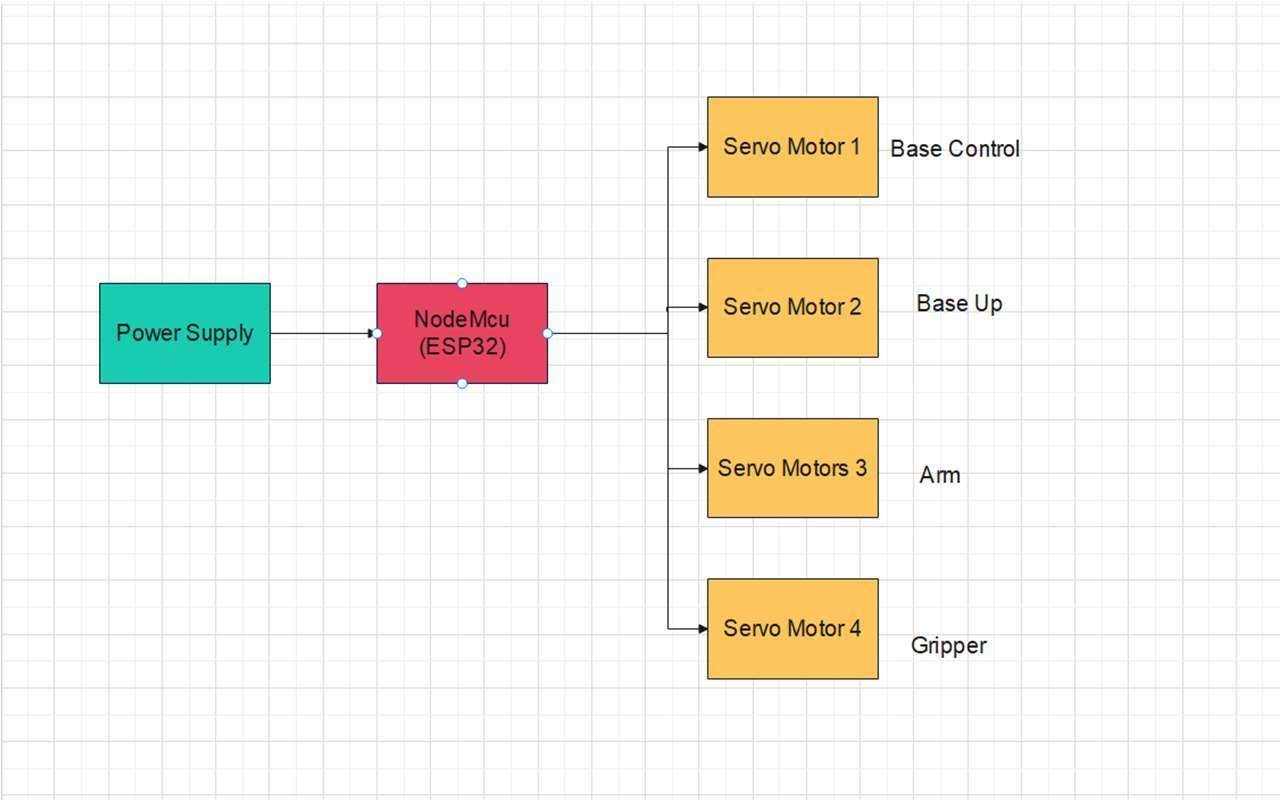 Servo Motor 1
Base Control
Servo Motor 2
Base Up
Power Supply
NodeMcu
(ESP32)
Servo Motors 3
Arm
Servo Motor 4
Gripper